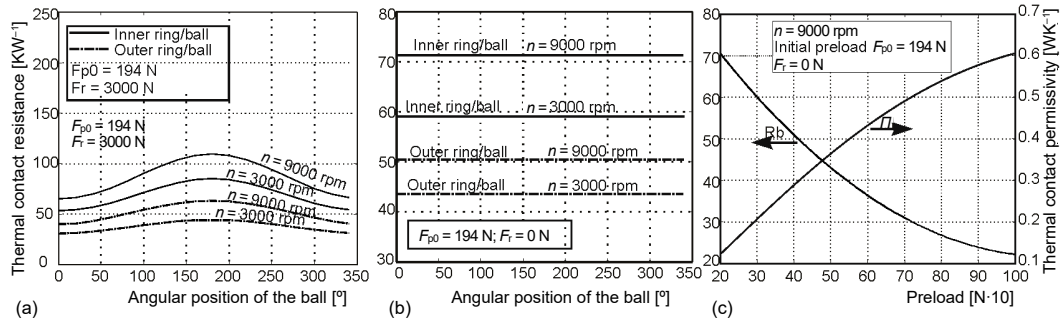 Thermal contact resistance [KW⁻¹]
250
200
150
100
50
0
Inner ring/ball
Outer ring/ball
Fp0 = 194 N
Fr = 3000 N
Fp0 = 194 N
Fr = 3000 N
n = 9000 rpm
n = 3000 rpm
n = 9000 rpm
n = 3000 rpm
0 50 100 150 200 250 300 350
(a)
Angular position of the ball [º]
80
70
60
50
40
30
Inner ring/ball n = 9000 rpm
Inner ring/ball n = 3000 rpm
Outer ring/ball n = 9000 rpm
Outer ring/ball n = 3000 rpm
Fp0 = 194 N; Fr = 0 N
0 50 100 150 200 250 300 350
(b)
Angular position of the ball [º]
80
70
60
50
40
30
20
n = 9000 rpm
Initial preload Fp0 = 194 N
Fr = 0 N
Rb
Π
0.7
0.6
0.5
0.4
0.3
0.2
0.1
Thermal contact permissivity [WK⁻¹]
20 30 40 50 60 70 80 90 100
(c)
Preload [N·10]